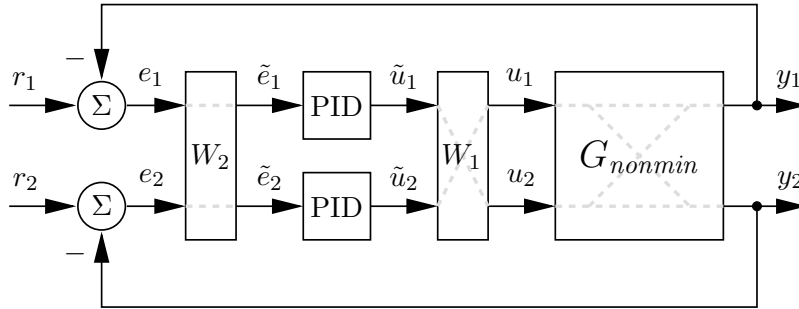 −
r₁ Σ e₁ ẽ₁ PID ũ₁ u₁ y₁
W₂ W₁ G_nonmin
r₂ Σ e₂ ẽ₂ PID ũ₂ u₂ y₂
−